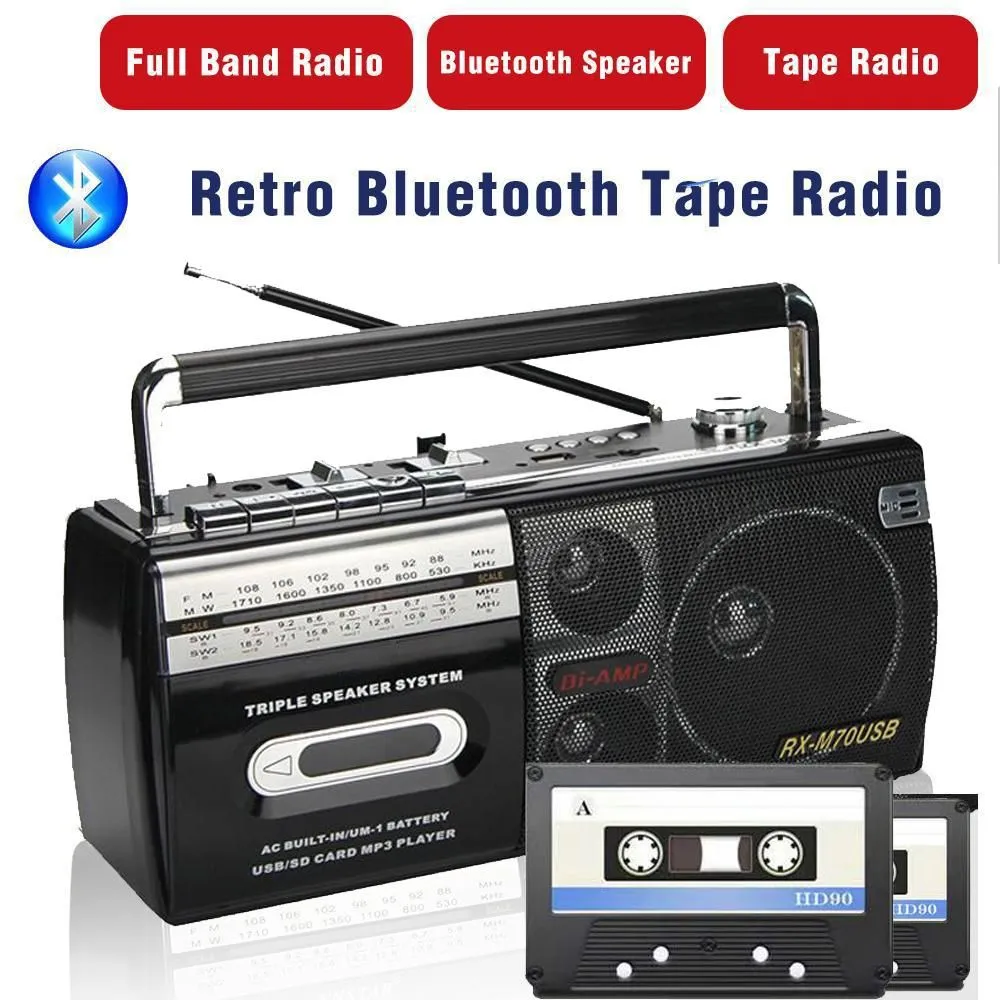 Full Band Radio
Bluetooth Speaker
Tape Radio
Retro Bluetooth Tape Radio
MIC
F M 108 106 102 98 95 92 88 MHz
M W 1710 1600 1350 1100 800 530 KHz
SCALE SCALE
SW1 9.5 9.2 8.6 8.0 7.3 6.7 5.9 MHz
SW2 18.5 17.1 15.8 14.2 12.8 10.9 9.5 MHz
TRIPLE SPEAKER SYSTEM
Bi-AMP
RX-M70USB
AC BUILT-IN/UM-1 BATTERY
USB/SD CARD MP3 PLAYER
A
HD90
HD90